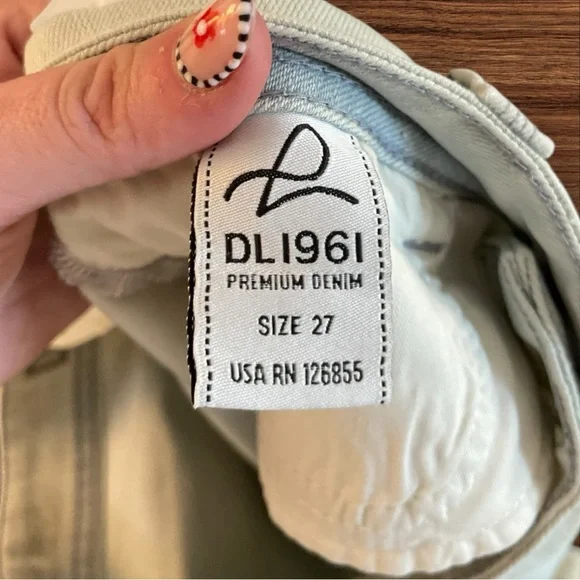 DL1961
PREMIUM DENIM
SIZE 27
USA RN 126855